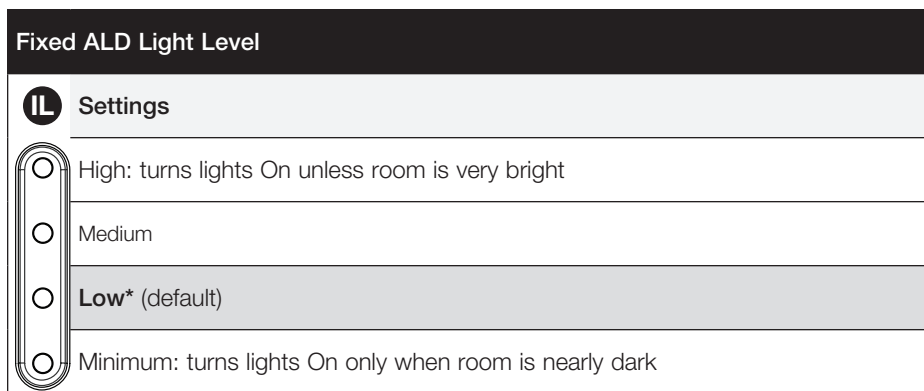 Fixed ALD Light Level
IL Settings
High: turns lights On unless room is very bright
Medium
Low* (default)
Minimum: turns lights On only when room is nearly dark